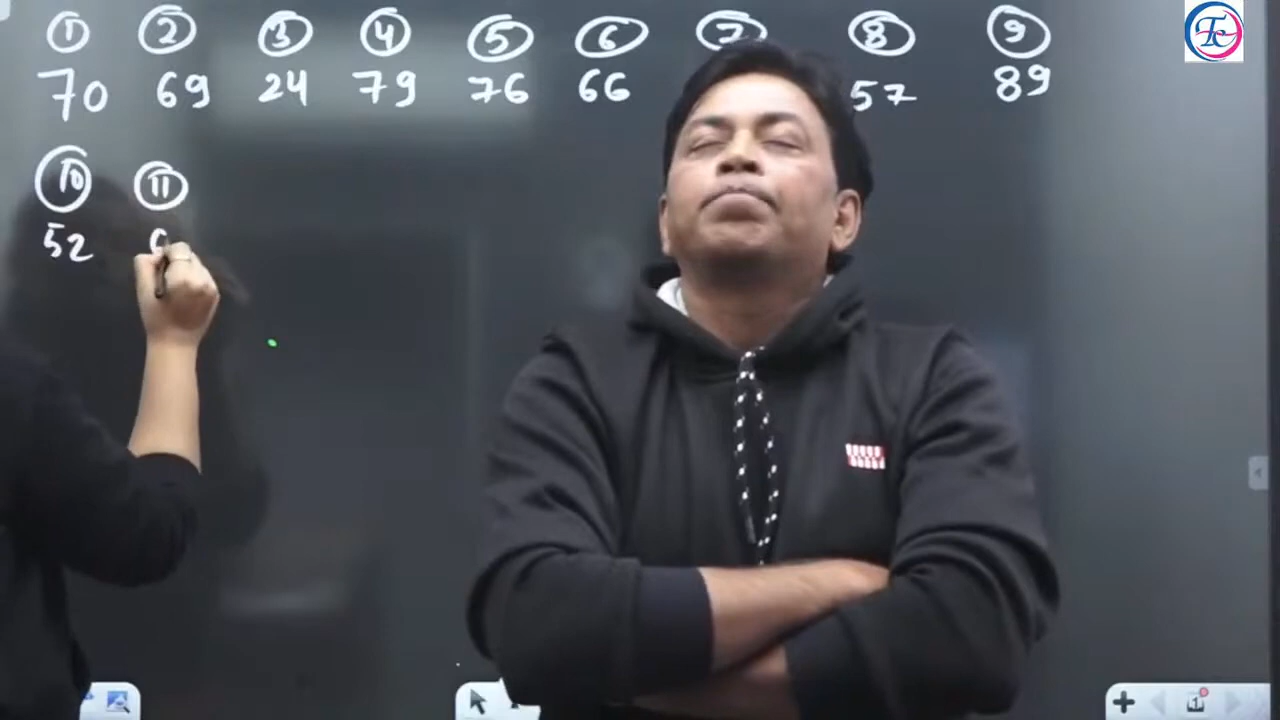 ① ② ③ ④ ⑤ ⑥ ⑦ ⑧ ⑨
70 69 24 79 76 66 57 89
⑩ ⑪
52